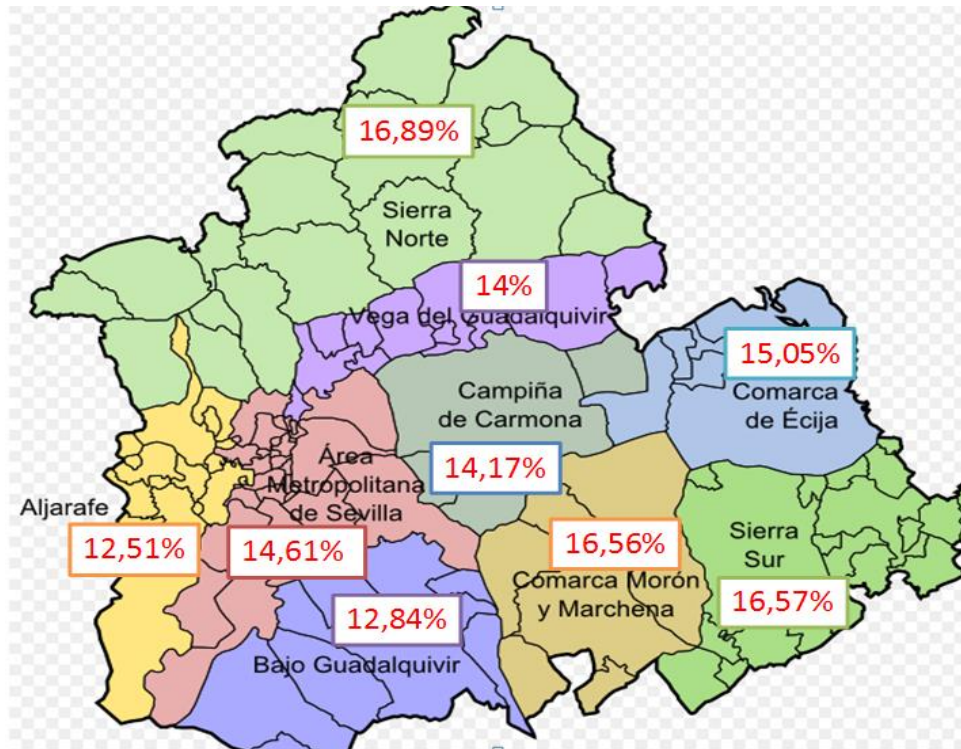 16,89%
Sierra
Norte
14%
Vega del Guadalquivir
15,05%
Comarca
de Écija
Campiña
de Carmona
14,17%
Área
Metropolitana
de Sevilla
Aljarafe
12,51%
14,61%
16,56%
Comarca Morón
y Marchena
Sierra
Sur
16,57%
12,84%
Bajo Guadalquivir